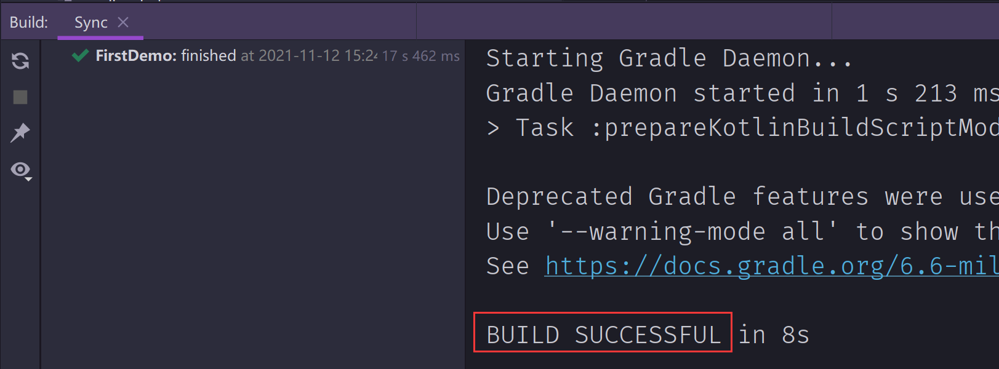 Build: Sync
FirstDemo: finished at 2021-11-12 15:24 17 s 462 ms
Starting Gradle Daemon...
Gradle Daemon started in 1 s 213 ms
> Task :prepareKotlinBuildScriptMod
Deprecated Gradle features were use
Use '--warning-mode all' to show th
See https://docs.gradle.org/6.6-mil
BUILD SUCCESSFUL in 8s